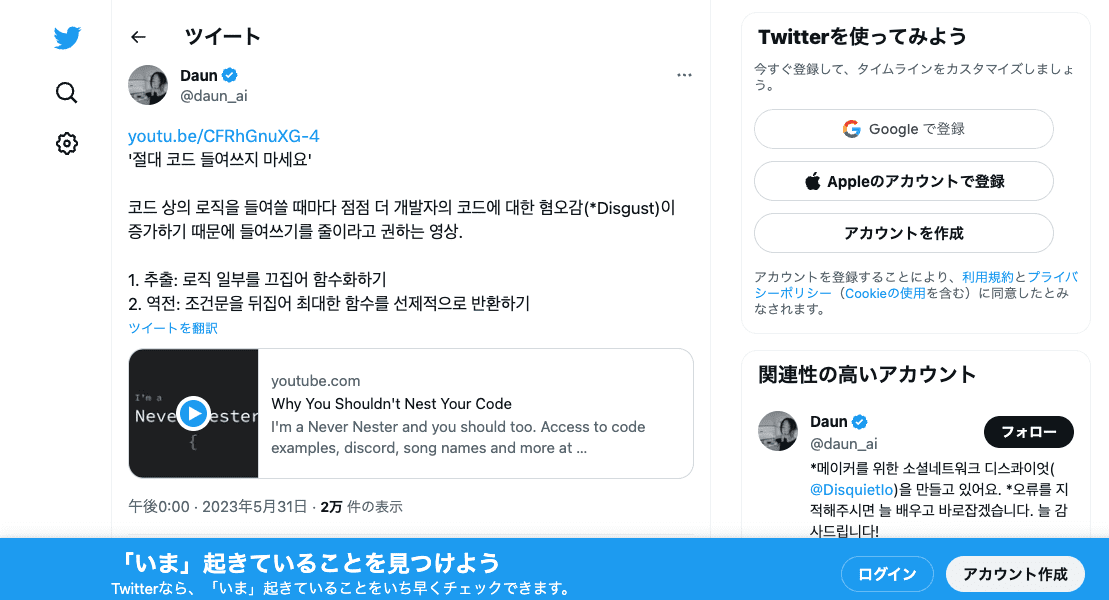 ツイート
Daun
@daun_ai
youtu.be/CFRhGnuXG-4
'절대 코드 들여쓰지 마세요'
코드 상의 로직을 들여쓸 때마다 점점 더 개발자의 코드에 대한 혐오감(*Disgust)이
증가하기 때문에 들여쓰기를 줄이라고 권하는 영상.
1. 추출: 로직 일부를 끄집어 함수화하기
2. 역전: 조건문을 뒤집어 최대한 함수를 선제적으로 반환하기
ツイートを翻訳
I'm a
Never Nester
{
youtube.com
Why You Shouldn't Nest Your Code
I'm a Never Nester and you should too. Access to code
examples, discord, song names and more at ...
午後0:00 · 2023年5月31日 · 2万 件の表示
Twitterを使ってみよう
今すぐ登録して、タイムラインをカスタマイズしましょ
う。
Google で登録
Appleのアカウントで登録
アカウントを作成
アカウントを登録することにより、利用規約とプライバ
シーポリシー（Cookieの使用を含む）に同意したとみ
なされます。
関連性の高いアカウント
Daun
@daun_ai
フォロー
*메이커를 위한 소셜네트워크 디스콰이엇(
@Disquietio)을 만들고 있어요. *오류를 지
적해주시면 늘 배우고 바로잡겠습니다. 늘 감
사드립니다!
「いま」起きていることを見つけよう
Twitterなら、「いま」起きていることをいち早くチェックできます。
ログイン
アカウント作成